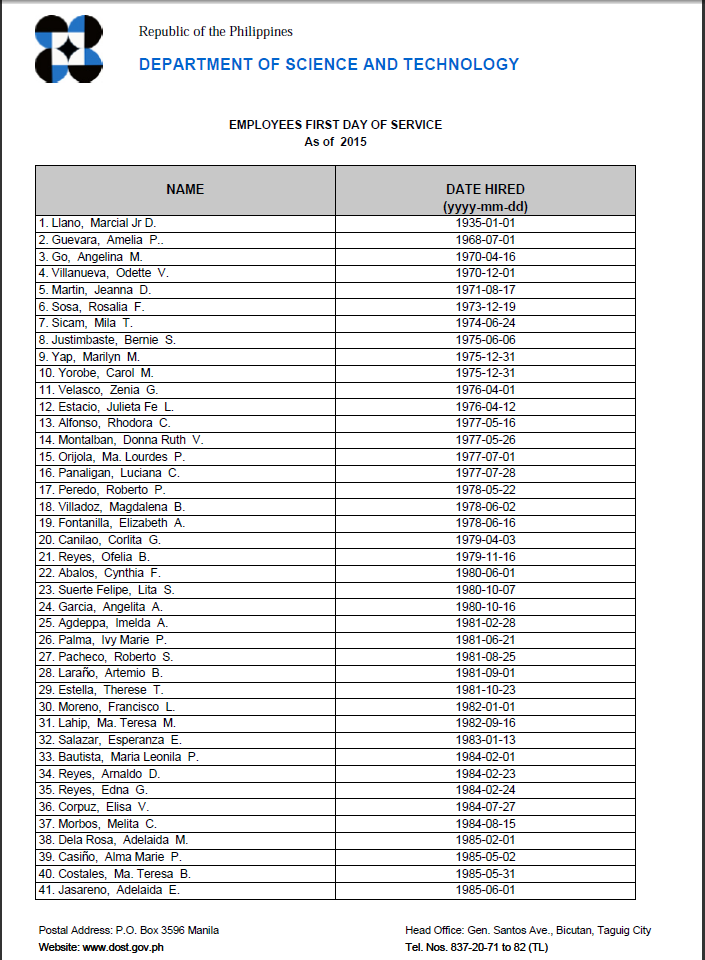 Republic of the Philippines
DEPARTMENT OF SCIENCE AND TECHNOLOGY
EMPLOYEES FIRST DAY OF SERVICE
As of 2015
NAME DATE HIRED
(yyyy-mm-dd)
1. Llano, Marcial Jr D. 1935-01-01
2. Guevara, Amelia P.. 1968-07-01
3. Go, Angelina M. 1970-04-16
4. Villanueva, Odette V. 1970-12-01
5. Martin, Jeanna D. 1971-08-17
6. Sosa, Rosalia F. 1973-12-19
7. Sicam, Mila T. 1974-06-24
8. Justimbaste, Bernie S. 1975-06-06
9. Yap, Marilyn M. 1975-12-31
10. Yorobe, Carol M. 1975-12-31
11. Velasco, Zenia G. 1976-04-01
12. Estacio, Julieta Fe L. 1976-04-12
13. Alfonso, Rhodora C. 1977-05-16
14. Montalban, Donna Ruth V. 1977-05-26
15. Orijola, Ma. Lourdes P. 1977-07-01
16. Panaligan, Luciana C. 1977-07-28
17. Peredo, Roberto P. 1978-05-22
18. Villadoz, Magdalena B. 1978-06-02
19. Fontanilla, Elizabeth A. 1978-06-16
20. Canilao, Corlita G. 1979-04-03
21. Reyes, Ofelia B. 1979-11-16
22. Abalos, Cynthia F. 1980-06-01
23. Suerte Felipe, Lita S. 1980-10-07
24. Garcia, Angelita A. 1980-10-16
25. Agdeppa, Imelda A. 1981-02-28
26. Palma, Ivy Marie P. 1981-06-21
27. Pacheco, Roberto S. 1981-08-25
28. Laraño, Artemio B. 1981-09-01
29. Estella, Therese T. 1981-10-23
30. Moreno, Francisco L. 1982-01-01
31. Lahip, Ma. Teresa M. 1982-09-16
32. Salazar, Esperanza E. 1983-01-13
33. Bautista, Maria Leonila P. 1984-02-01
34. Reyes, Arnaldo D. 1984-02-23
35. Reyes, Edna G. 1984-02-24
36. Corpuz, Elisa V. 1984-07-27
37. Morbos, Melita C. 1984-08-15
38. Dela Rosa, Adelaida M. 1985-02-01
39. Casiño, Alma Marie P. 1985-05-02
40. Costales, Ma. Teresa B. 1985-05-31
41. Jasareno, Adelaida E. 1985-06-01
Postal Address: P.O. Box 3596 Manila Head Office: Gen. Santos Ave., Bicutan, Taguig City
Website: www.dost.gov.ph Tel. Nos. 837-20-71 to 82 (TL)